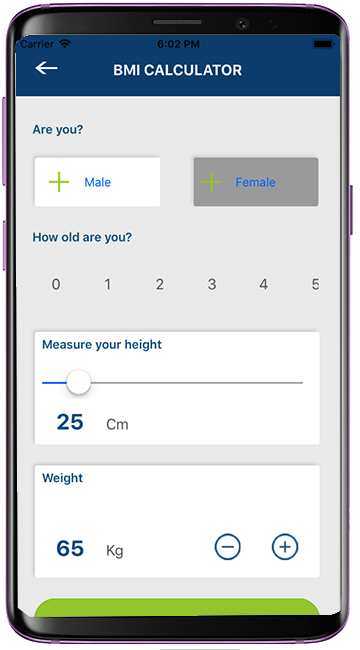 Carrier 6:02 PM
BMI CALCULATOR
Are you?
Male Female
How old are you?
0 1 2 3 4 5
Measure your height
25 Cm
Weight
65 Kg